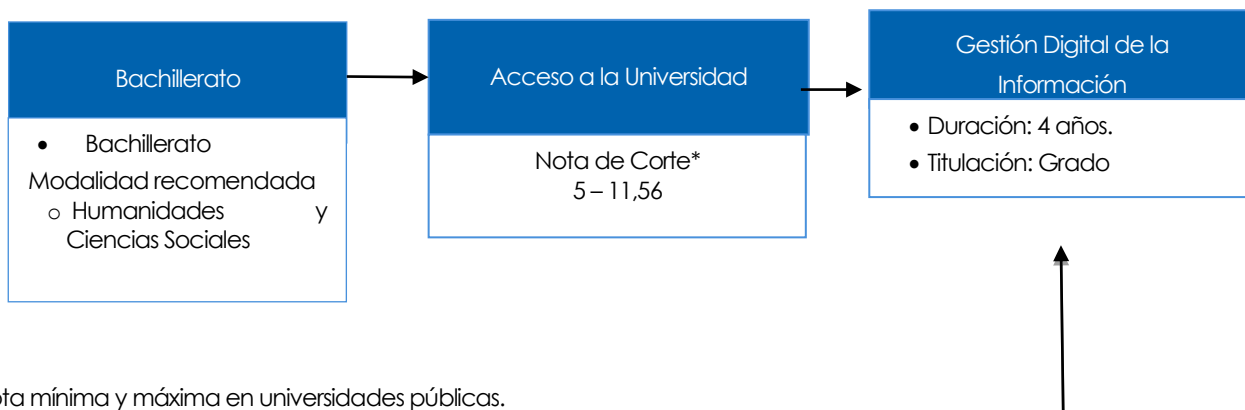 Bachillerato
• Bachillerato
Modalidad recomendada
o Humanidades y
Ciencias Sociales
Acceso a la Universidad
Nota de Corte*
5 – 11,56
Gestión Digital de la
Información
• Duración: 4 años.
• Titulación: Grado
mínima y máxima en universidades públicas.